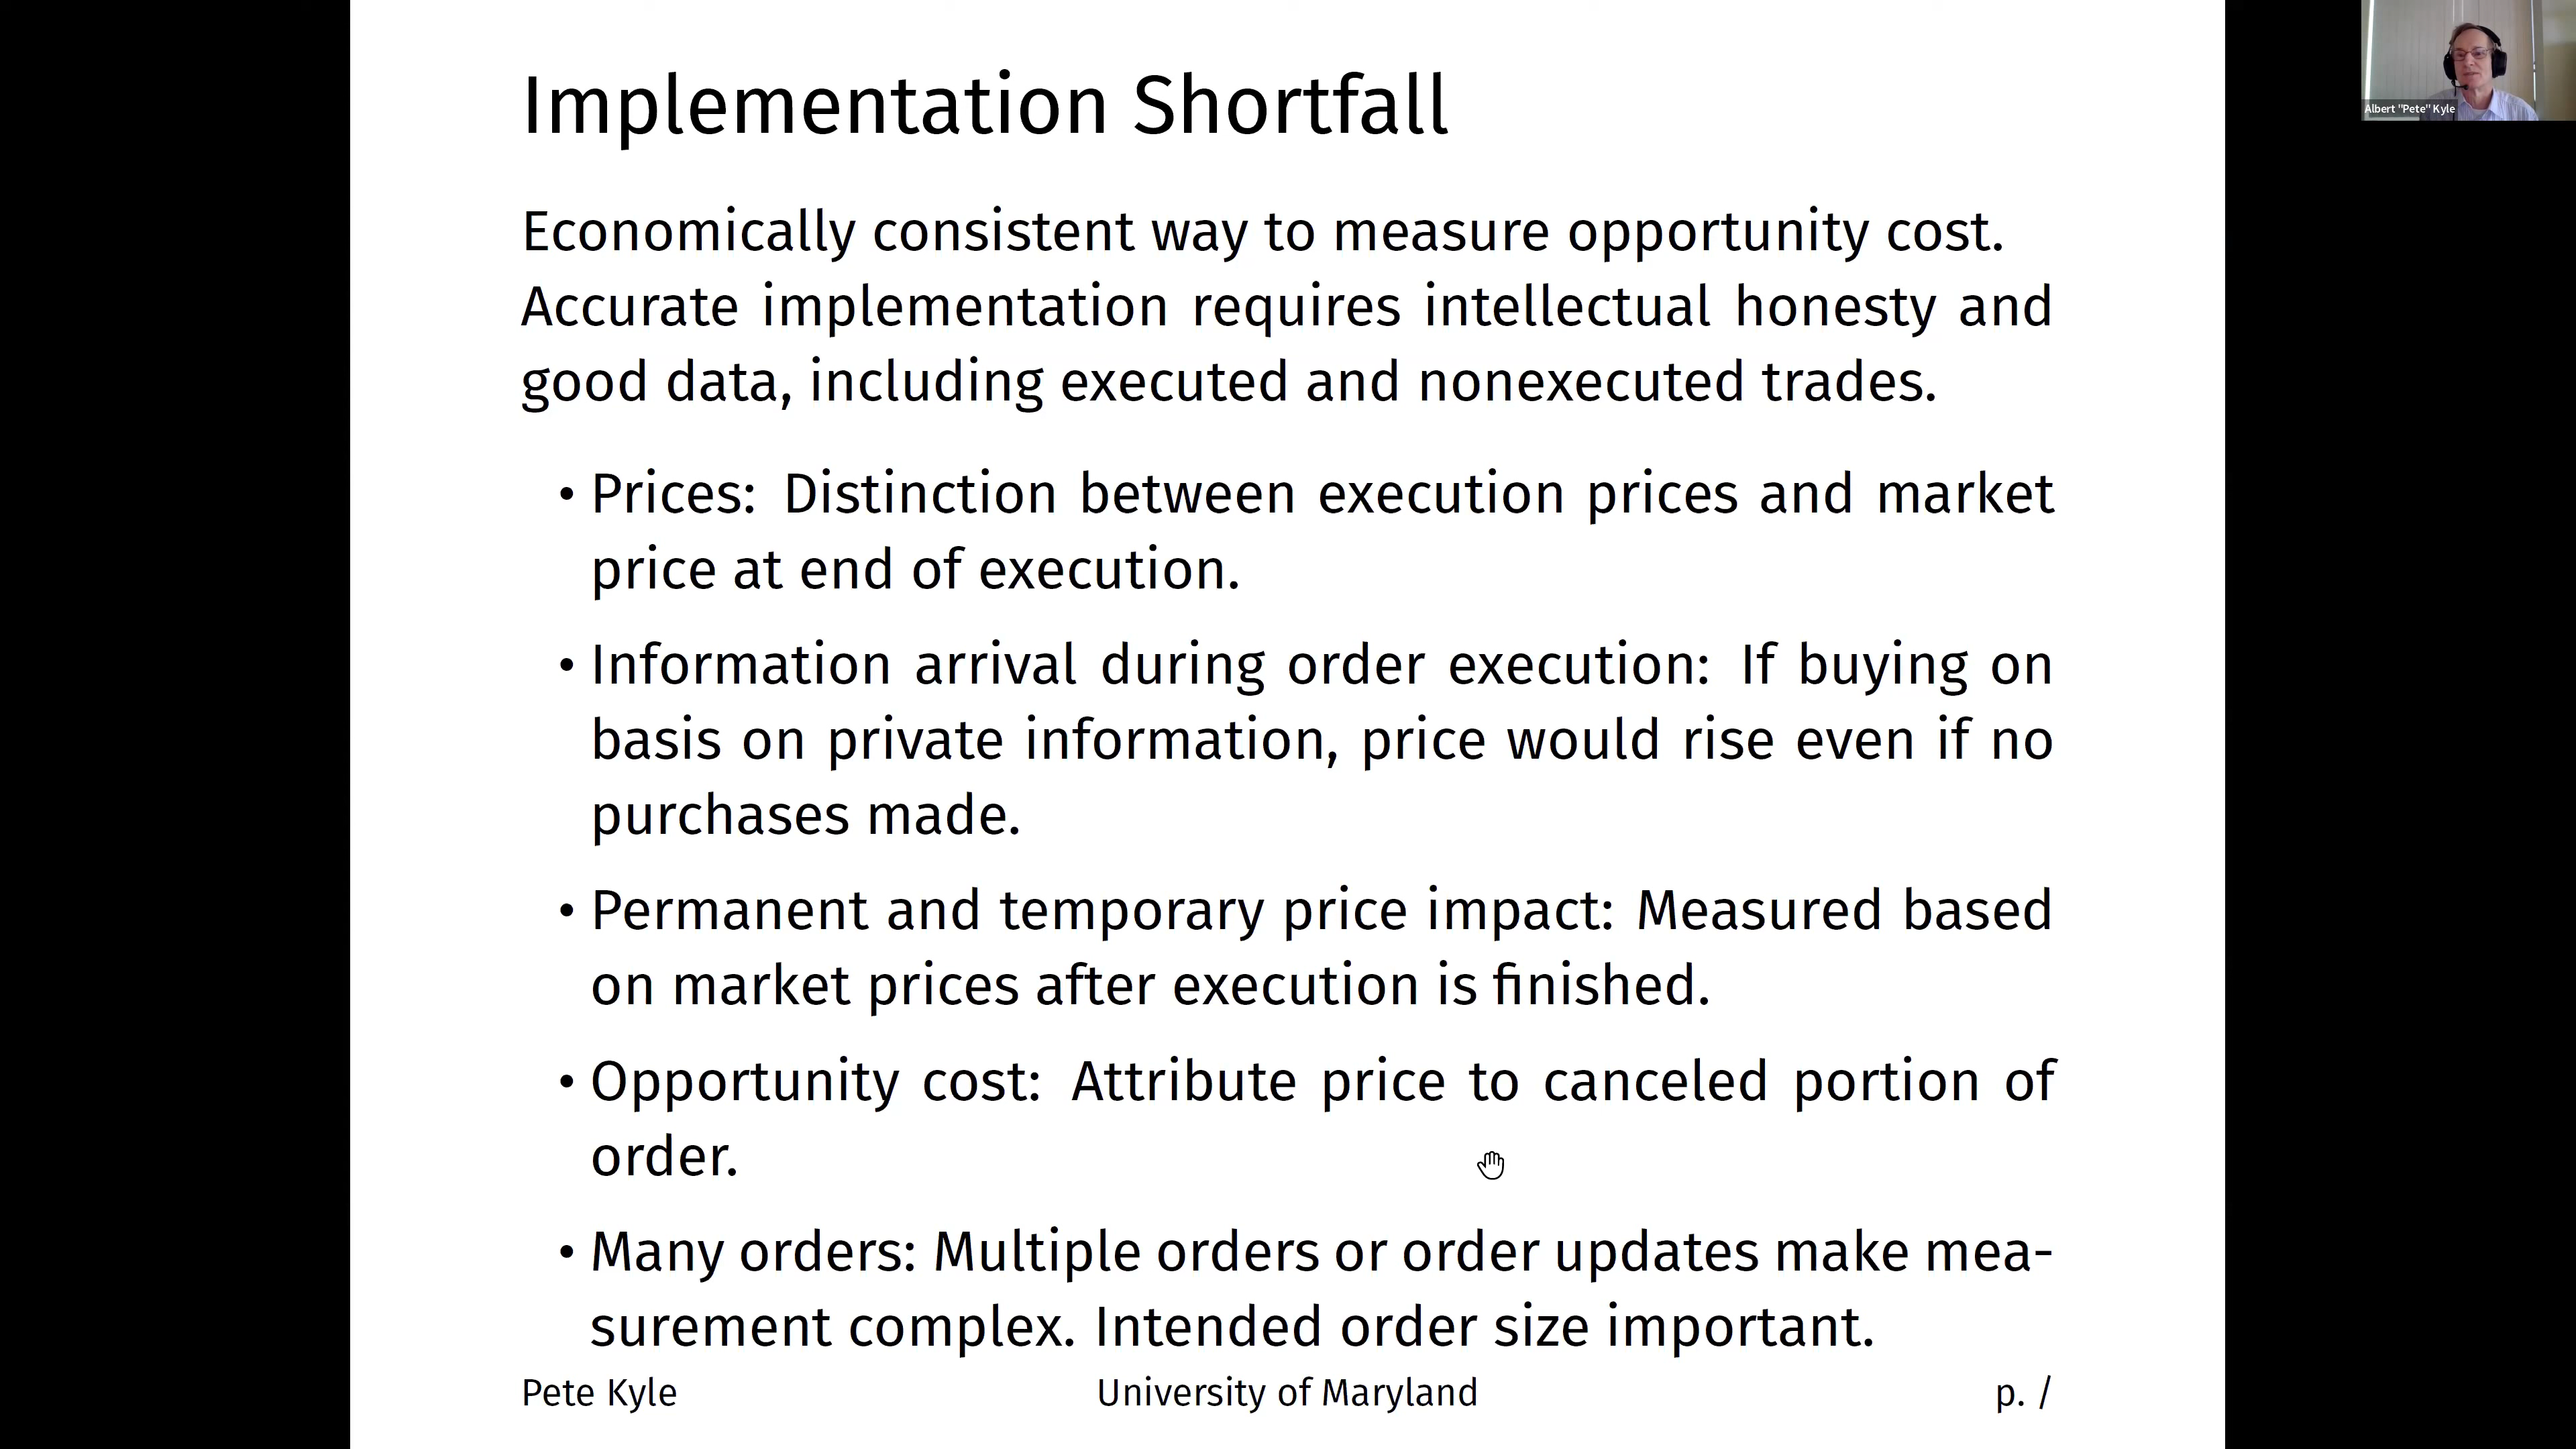 Implementation Shortfall
Economically consistent way to measure opportunity cost.
Accurate implementation requires intellectual honesty and
good data, including executed and nonexecuted trades.
• Prices: Distinction between execution prices and market
price at end of execution.
• Information arrival during order execution: If buying on
basis on private information, price would rise even if no
purchases made.
• Permanent and temporary price impact: Measured based
on market prices after execution is finished.
• Opportunity cost: Attribute price to canceled portion of
order.
• Many orders: Multiple orders or order updates make mea-
surement complex. Intended order size important.
Pete Kyle University of Maryland p. /
Albert "Pete" Kyle